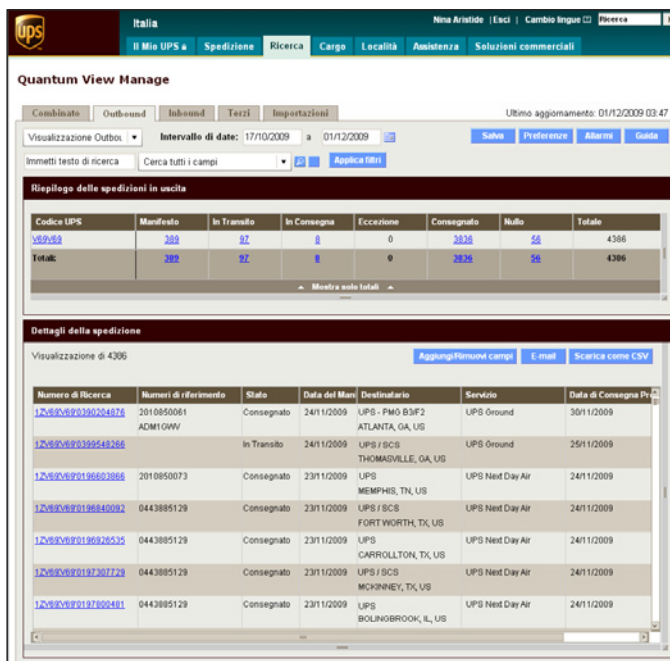 ups
Italia
Nina Aristide | Esci | Cambio lingue
Ricerca
Il Mio UPS
Spedizione
Ricerca
Cargo
Località
Assistenza
Soluzioni commerciali
Quantum View Manage
Combinato
Outbound
Inbound
Terzi
Importazioni
Ultimo aggiornamento: 01/12/2009 03:47
Visualizzazione Outbou
Intervallo di date: 17/10/2009 a 01/12/2009
Salva
Preferenze
Allarmi
Guida
Immetti testo di ricerca
Cerca tutti i campi
Applica filtri
Riepilogo delle spedizioni in uscita
Codice UPS Manifesto In Transito In Consegna Eccezione Consegnato Nullo Totale
V69V69 389 97 8 0 3836 56 4386
Totali: 389 97 8 0 3836 56 4386
Mostra solo totali
Dettagli della spedizione
Visualizzazione di 4386
Aggiungi/Rimuovi campi
E-mail
Scarica come CSV
Numero di Ricerca Numeri di riferimento Stato Data del Man Destinatario Servizio Data di Consegna Pre
1ZV69V690390204876 2010850061 Consegnato 24/11/2009 UPS - PMG B3/F2 UPS Ground 30/11/2009
ADM1GWV ATLANTA, GA, US
1ZV69V690399548266 In Transito 24/11/2009 UPS / SCS UPS Ground 25/11/2009
THOMASVILLE, GA, US
1ZV69V690196603866 2010850073 Consegnato 23/11/2009 UPS UPS Next Day Air 24/11/2009
MEMPHIS, TN, US
1ZV69V690196840092 0443885129 Consegnato 23/11/2009 UPS / SCS UPS Next Day Air 24/11/2009
FORT WORTH, TX, US
1ZV69V690196926535 0443885129 Consegnato 23/11/2009 UPS UPS Next Day Air 24/11/2009
CARROLLTON, TX, US
1ZV69V690197307729 0443885129 Consegnato 23/11/2009 UPS / SCS UPS Next Day Air 24/11/2009
MCKINNEY, TX, US
1ZV69V690197800481 0443885129 Consegnato 23/11/2009 UPS UPS Next Day Air 24/11/2009
BOLINGBROOK, IL, US